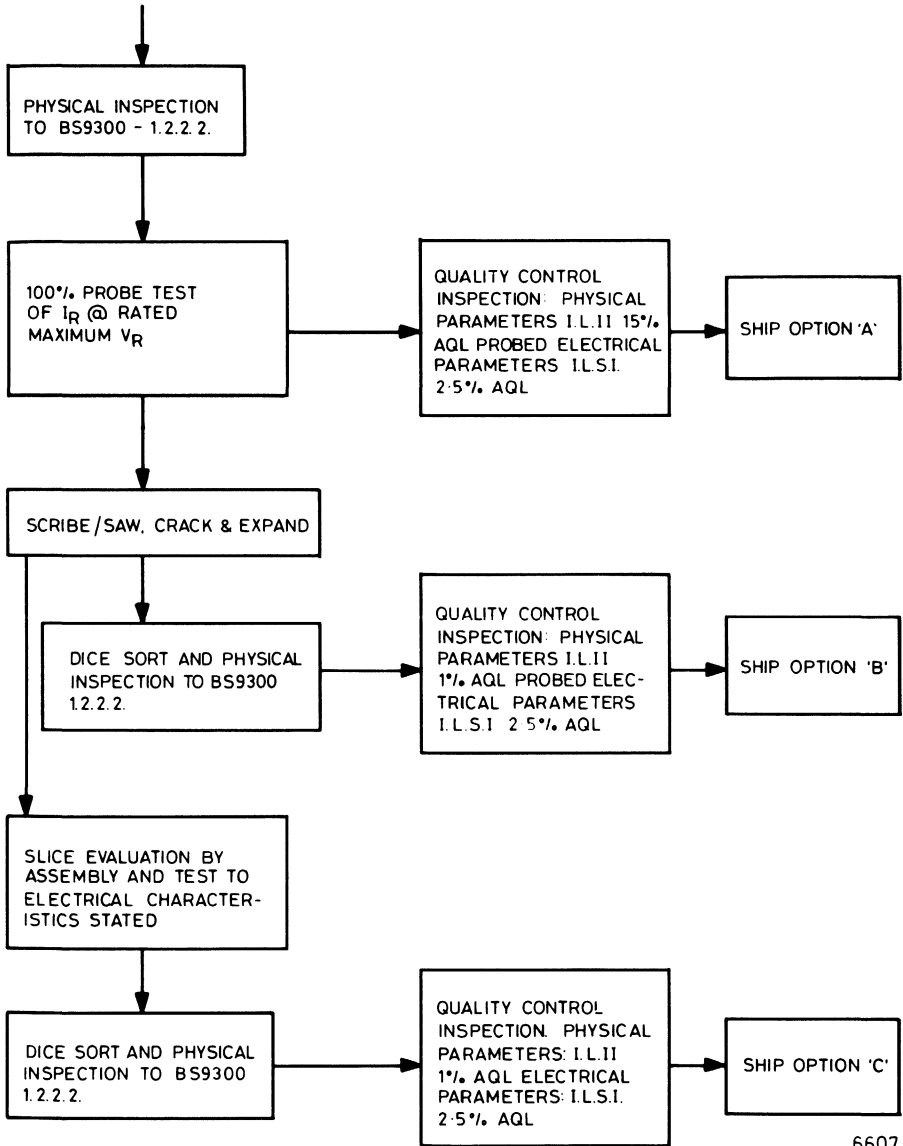 PHYSICAL INSPECTION
TO BS9300 - 1.2.2.2.
100% PROBE TEST
OF IR @ RATED
MAXIMUM VR
QUALITY CONTROL
INSPECTION: PHYSICAL
PARAMETERS I.L.II 15%
AQL PROBED ELECTRICAL
PARAMETERS I.L.S.I.
2·5% AQL
SHIP OPTION 'A'
SCRIBE/SAW, CRACK & EXPAND
DICE SORT AND PHYSICAL
INSPECTION TO BS9300
1.2.2.2.
QUALITY CONTROL
INSPECTION: PHYSICAL
PARAMETERS I.L.II
1% AQL PROBED ELEC-
TRICAL PARAMETERS
I.L.S.I 2·5% AQL
SHIP OPTION 'B'
SLICE EVALUATION BY
ASSEMBLY AND TEST TO
ELECTRICAL CHARACTER-
ISTICS STATED
DICE SORT AND PHYSICAL
INSPECTION TO BS9300
1.2.2.2.
QUALITY CONTROL
INSPECTION. PHYSICAL
PARAMETERS: I.L.II
1% AQL ELECTRICAL
PARAMETERS: I.L.S.I.
2·5% AQL
SHIP OPTION 'C'
6607